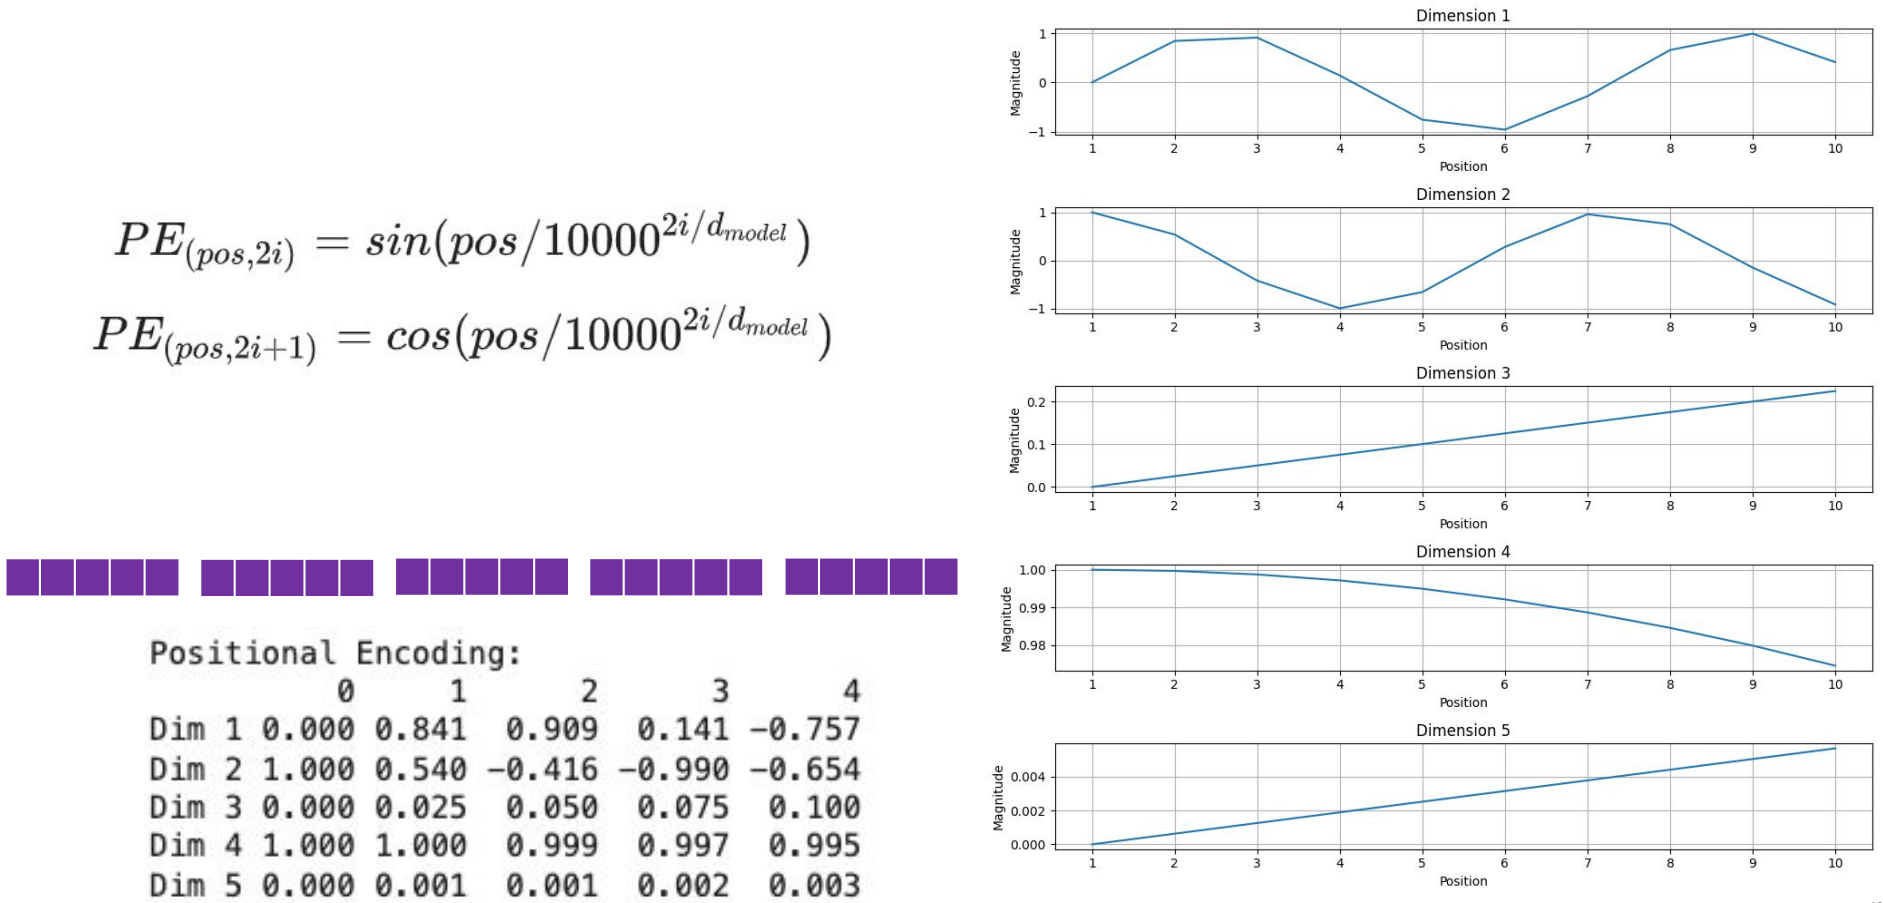 PE(pos,2i) = sin(pos/10000^2i/dmodel)
PE(pos,2i+1) = cos(pos/10000^2i/dmodel)
Positional Encoding:
0 1 2 3 4
Dim 1 0.000 0.841 0.909 0.141 −0.757
Dim 2 1.000 0.540 −0.416 −0.990 −0.654
Dim 3 0.000 0.025 0.050 0.075 0.100
Dim 4 1.000 1.000 0.999 0.997 0.995
Dim 5 0.000 0.001 0.001 0.002 0.003
Dimension 1
Magnitude
1
0
−1
1 2 3 4 5 6 7 8 9 10
Position
Dimension 2
Magnitude
1
0
−1
1 2 3 4 5 6 7 8 9 10
Position
Dimension 3
Magnitude
0.2
0.1
0.0
1 2 3 4 5 6 7 8 9 10
Position
Dimension 4
Magnitude
1.00
0.99
0.98
1 2 3 4 5 6 7 8 9 10
Position
Dimension 5
Magnitude
0.004
0.002
0.000
1 2 3 4 5 6 7 8 9 10
Position